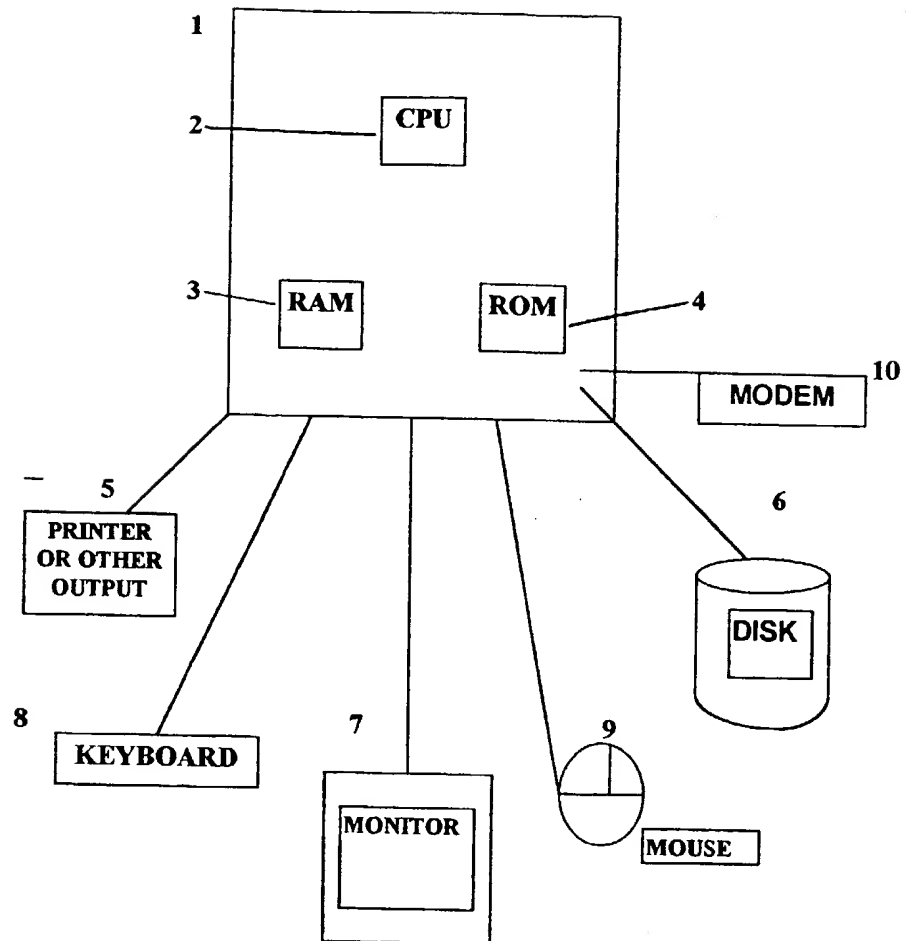 1
2
CPU
3
RAM
ROM
4
10
MODEM
5
PRINTER
OR OTHER
OUTPUT
6
DISK
8
KEYBOARD
7
MONITOR
9
MOUSE